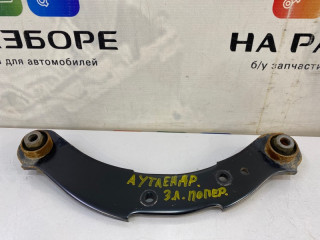 ЗБОРЕ
НА РА
ДЛЯ АВТОМОБИЛЕЙ
б/у запчасти
АУТЛЕНДР.
ЗЛ. ПОПЕР.